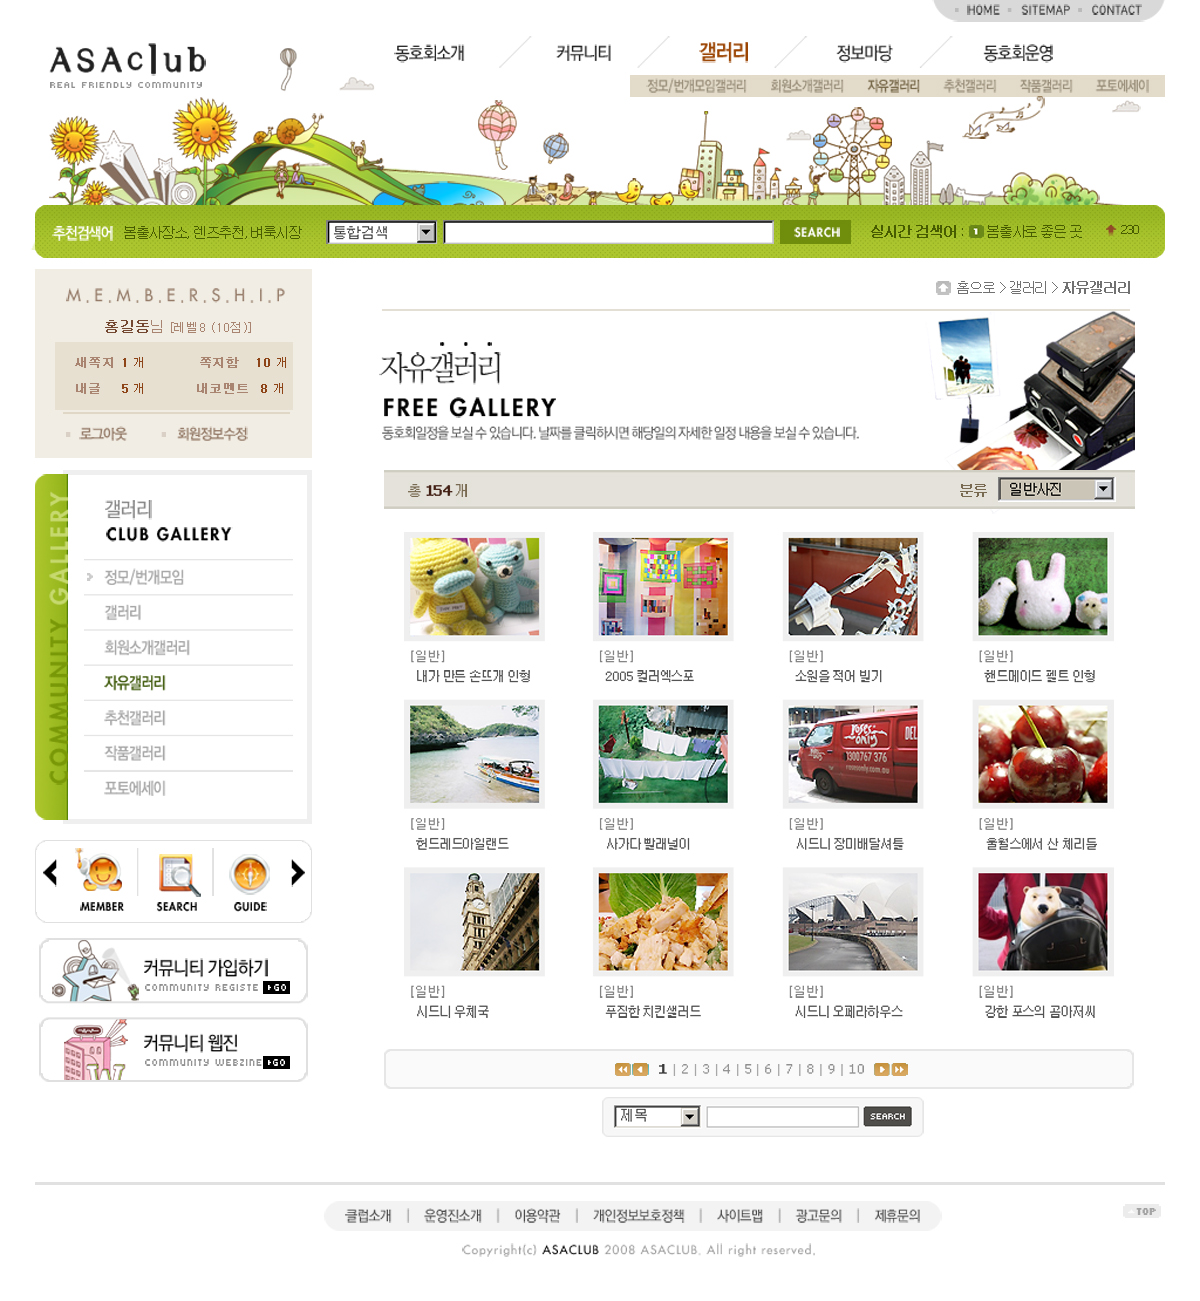 HOME SITEMAP CONTACT
ASAclub
REAL FRIENDLY COMMUNITY
동호회소개 커뮤니티 갤러리 정보마당 동호회운영
정모/번개모임갤러리 회원소개갤러리 자유갤러리 추천갤러리 작품갤러리 포토에세이
추천검색어 봄출사장소, 렌즈추천, 벼룩시장 통합검색 SEARCH 실시간 검색어 : 1 봄출사로 좋은 곳 230
M.E.M.B.E.R.S.H.I.P
홍길동님 [레벨8 (10점)]
새쪽지 1 개 쪽지함 10 개
내글 5 개 내코멘트 8 개
로그아웃 회원정보수정
COMMUNITY GALLERY
갤러리
CLUB GALLERY
정모/번개모임
갤러리
회원소개갤러리
자유갤러리
추천갤러리
작품갤러리
포토에세이
MEMBER SEARCH GUIDE
커뮤니티 가입하기
COMMUNITY REGISTE GO
커뮤니티 웹진
COMMUNITY WEBZINE GO
홈으로 > 갤러리 > 자유갤러리
자유갤러리
FREE GALLERY
동호회일정을 보실 수 있습니다. 날짜를 클릭하시면 해당일의 자세한 일정 내용을 보실 수 있습니다.
총 154 개 분류 일반사진
[일반] [일반] [일반] [일반]
내가 만든 손뜨개 인형 2005 컬러엑스포 소원을 적어 빌기 핸드메이드 펠트 인형
roses only
1300 767 376
rosesonly.com.au
DEL
[일반] [일반] [일반] [일반]
헌드레드아일랜드 사가다 빨래널이 시드니 장미배달셔틀 울월스에서 산 체리들
[일반] [일반] [일반] [일반]
시드니 우체국 푸짐한 치킨샐러드 시드니 오페라하우스 강한 포스의 곰아저씨
1 | 2 | 3 | 4 | 5 | 6 | 7 | 8 | 9 | 10
제목 SEARCH
클럽소개 | 운영진소개 | 이용약관 | 개인정보보호정책 | 사이트맵 | 광고문의 | 제휴문의
TOP
Copyright(c) ASACLUB 2008 ASACLUB. All right reserved.